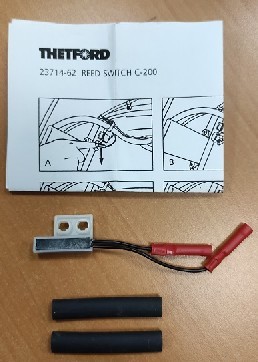 THETFORD
23714-62 REED SWITCH C-200
A
B